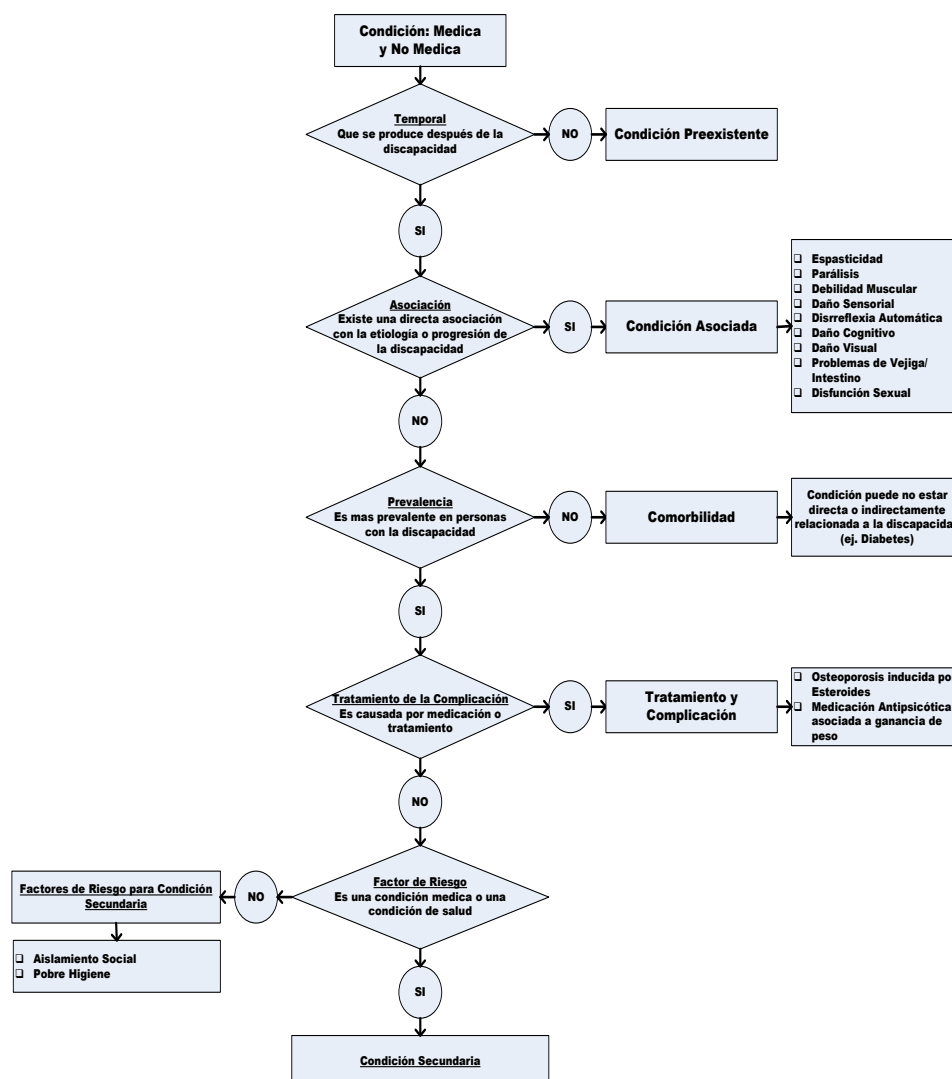 Condición: Medica
y No Medica
Temporal
Que se produce después de la
discapacidad
NO
Condición Preexistente
SI
Asociación
Existe una directa asociación
con la etiología o progresión de
la discapacidad
SI
Condición Asociada
❑ Espasticidad
❑ Parálisis
❑ Debilidad Muscular
❑ Daño Sensorial
❑ Disrreflexia Automática
❑ Daño Cognitivo
❑ Daño Visual
❑ Problemas de Vejiga/
Intestino
❑ Disfunción Sexual
NO
Prevalencia
Es mas prevalente en personas
con la discapacidad
NO
Comorbilidad
Condición puede no estar
directa o indirectamente
relacionada a la discapacida
(ej. Diabetes)
SI
Tratamiento de la Complicación
Es causada por medicación o
tratamiento
SI
Tratamiento y
Complicación
❑ Osteoporosis inducida po
Esteroides
❑ Medicación Antipsicótica
asociada a ganancia de
peso
NO
Factor de Riesgo
Es una condición medica o una
condición de salud
NO
Factores de Riesgo para Condición
Secundaria
❑ Aislamiento Social
❑ Pobre Higiene
SI
Condición Secundaria